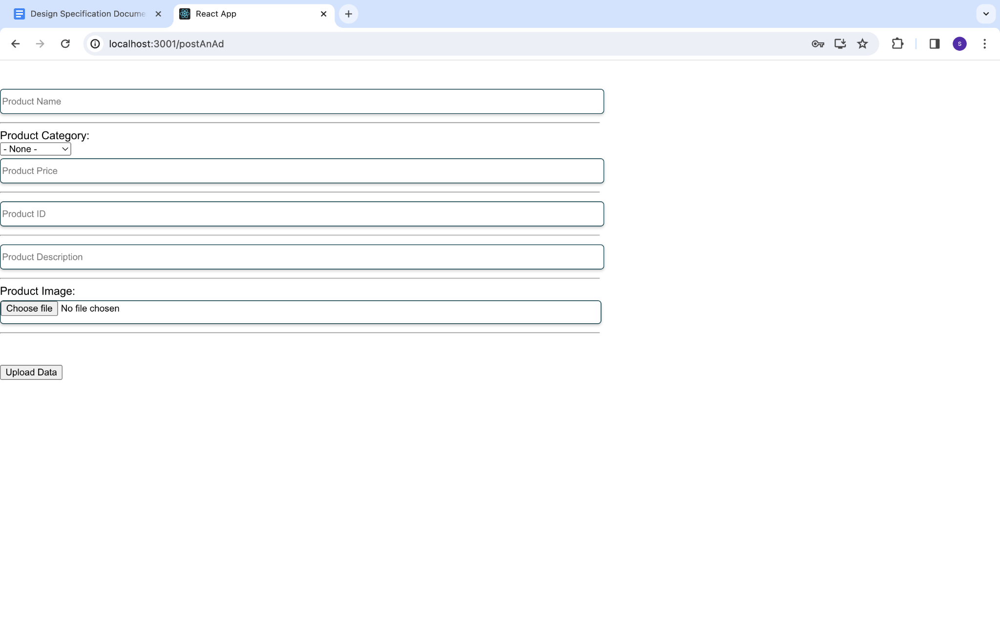 Design Specification Docume
React App
localhost:3001/postAnAd
s
Product Name
Product Category:
- None -
Product Price
Product ID
Product Description
Product Image:
Choose file No file chosen
Upload Data